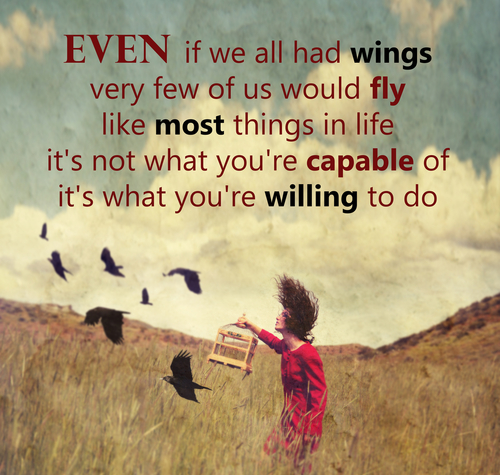 EVEN if we all had wings
very few of us would fly
like most things in life
it's not what you're capable of
it's what you're willing to do